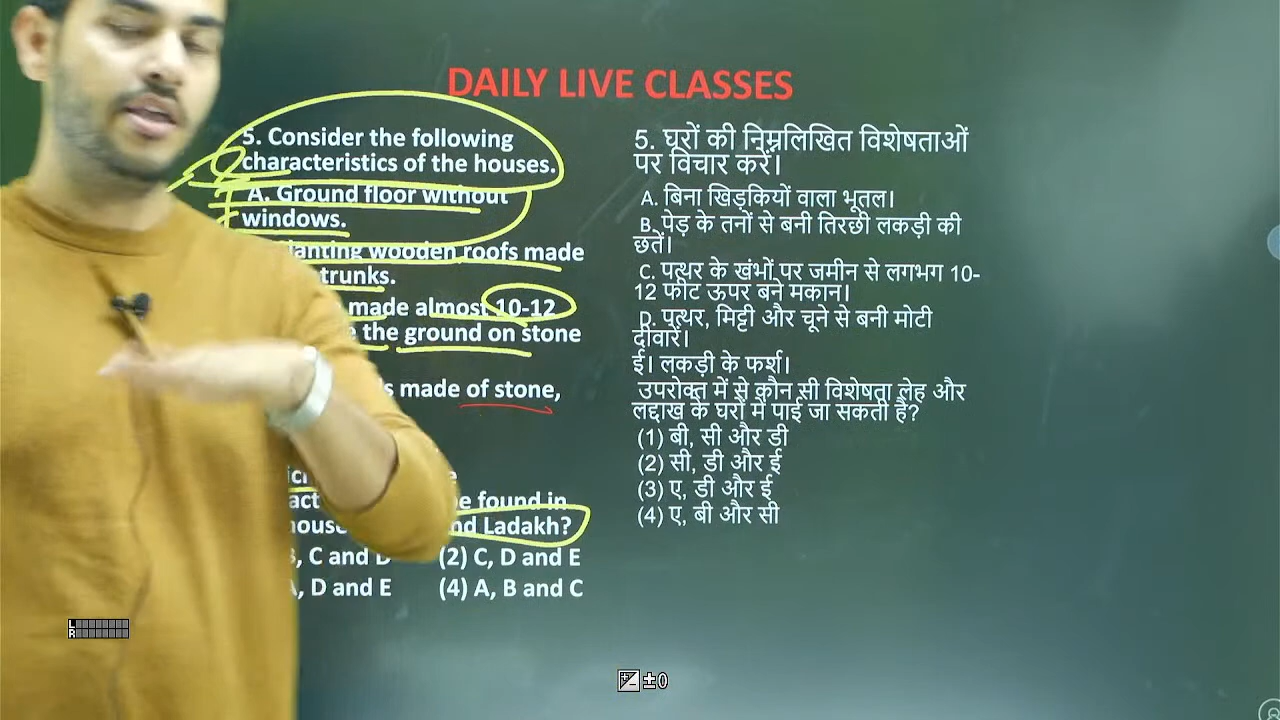 DAILY LIVE CLASSES
5. Consider the following
characteristics of the houses.
A. Ground floor without
windows.
lanting wooden roofs made
trunks.
made almost 10-12
the ground on stone
made of stone,
be found in
nd Ladakh?
B, C and D (2) C, D and E
A, D and E (4) A, B and C
5. घरों की निम्नलिखित विशेषताओं
पर विचार करें।
A. बिना खिड़कियों वाला भूतल।
B. पेड़ के तनों से बनी तिरछी लकड़ी की
छतें।
C. पत्थर के खंभों पर जमीन से लगभग 10-
12 फीट ऊपर बने मकान।
D. पत्थर, मिट्टी और चूने से बनी मोटी
दीवारें।
ई। लकड़ी के फर्श।
उपरोक्त में से कौन सी विशेषता लेह और
लद्दाख के घरों में पाई जा सकती है?
(1) बी, सी और डी
(2) सी, डी और ई
(3) ए, डी और ई
(4) ए, बी और सी
L
R
±0